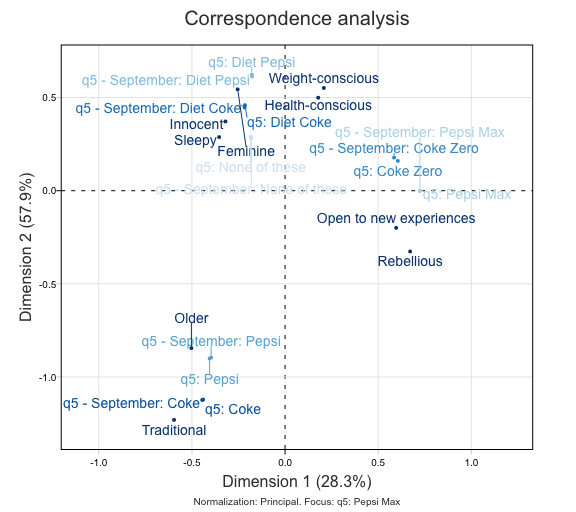 Correspondence analysis
q5: Diet Pepsi
Weight-conscious
q5 - September: Diet Pepsi
0.5
q5 - September: Diet Coke
Health-conscious
Innocent
q5: Diet Coke
q5 - September: Pepsi Max
Sleepy
Feminine
q5 - September: Coke Zero
q5: None of these
q5: Coke Zero
0.0
q5 - September: None of these
q5: Pepsi Max
Open to new experiences
Rebellious
Dimension 2 (57.9%)
-0.5
Older
q5 - September: Pepsi
-1.0
q5: Pepsi
q5 - September: Coke
q5: Coke
Traditional
-1.0
-0.5
0.0
0.5
1.0
Dimension 1 (28.3%)
Normalization: Principal. Focus: q5: Pepsi Max